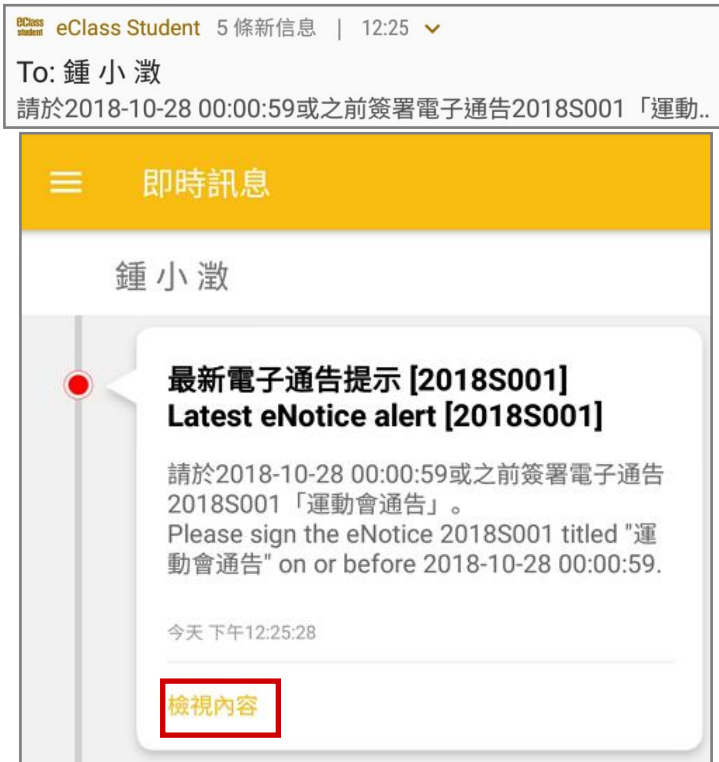 eClass student eClass Student 5 條新信息 | 12:25
To: 鍾 小 澂
請於2018-10-28 00:00:59或之前簽署電子通告2018S001「運動..
即時訊息
鍾 小 澂
最新電子通告提示 [2018S001]
Latest eNotice alert [2018S001]
請於2018-10-28 00:00:59或之前簽署電子通告
2018S001「運動會通告」。
Please sign the eNotice 2018S001 titled "運
動會通告" on or before 2018-10-28 00:00:59.
今天 下午12:25:28
檢視內容